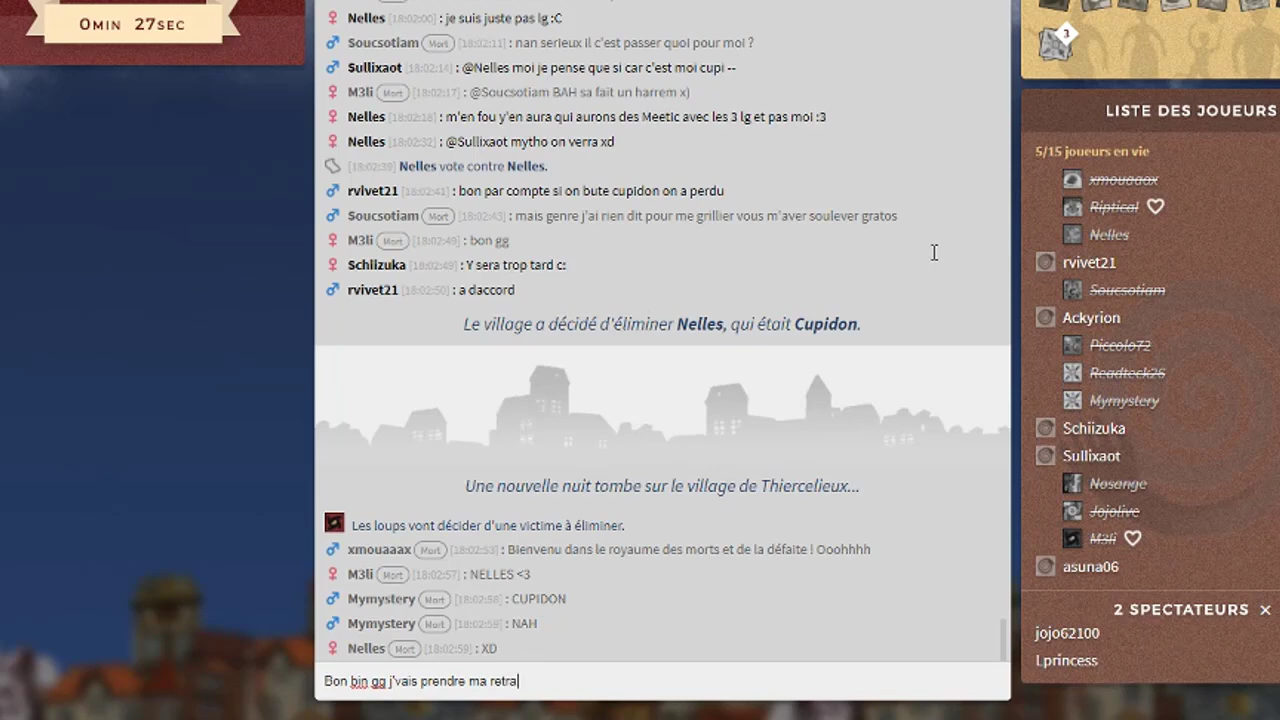 0MIN 27SEC
Nelles [18:02:00] : je suis juste pas lg :C
Soucsotiam Mort [18:02:11] : nan serieux il c'est passer quoi pour moi ?
Sullixaot [18:02:14] : @Nelles moi je pense que si car c'est moi cupi --
M3li Mort [18:02:17] : @Soucsotiam BAH sa fait un harrem x)
Nelles [18:02:18] : m'en fou y'en aura qui aurons des Meetic avec les 3 lg et pas moi :3
Nelles [18:02:32] : @Sullixaot mytho on verra xd
[18:02:39] Nelles vote contre Nelles.
rvivet21 [18:02:41] : bon par compte si on bute cupidon on a perdu
Soucsotiam Mort [18:02:43] : mais genre j'ai rien dit pour me grillier vous m'aver soulever gratos
M3li Mort [18:02:49] : bon gg
Schiizuka [18:02:49] : Y sera trop tard c:
rvivet21 [18:02:50] : a daccord
Le village a décidé d'éliminer Nelles, qui était Cupidon.
Une nouvelle nuit tombe sur le village de Thiercelieux...
Les loups vont décider d'une victime à éliminer.
xmouaaax Mort [18:02:53] : Bienvenu dans le royaume des morts et de la défaite ! Ooohhhh
M3li Mort [18:02:57] : NELLES <3
Mymystery Mort [18:02:58] : CUPIDON
Mymystery Mort [18:02:59] : NAH
Nelles Mort [18:02:59] : XD
Bon bin gg j'vais prendre ma retra
3
LISTE DES JOUEURS
5/15 joueurs en vie
xmouaaax
Riptical
Nelles
rvivet21
Soucsotiam
Ackyrion
Piccolo72
Readteck26
Mymystery
Schiizuka
Sullixaot
Nosange
Jojolive
M3li
asuna06
2 SPECTATEURS ×
jojo62100
Lprincess